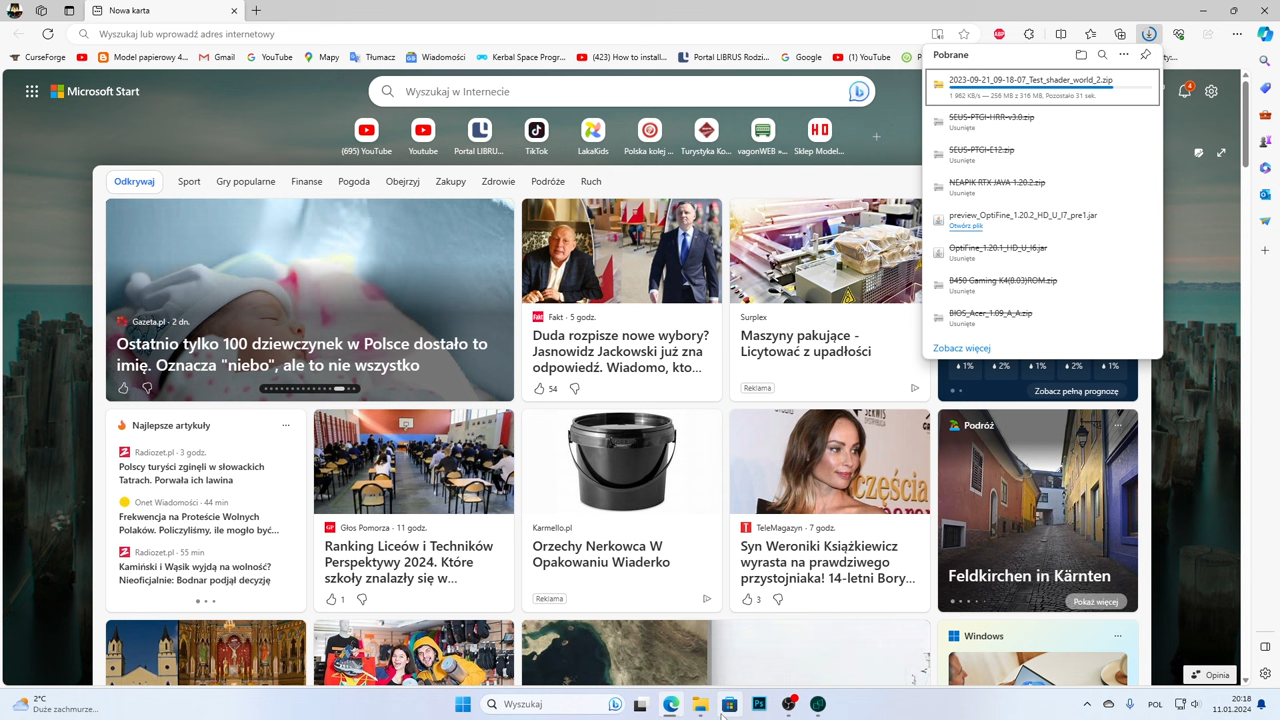 Nowa karta
Wyszukaj lub wprowadź adres internetowy
CurseForge
Model papierowy 4...
Gmail
YouTube
Mapy
Tłumacz
Wiadomości
Kerbal Space Progr...
(423) How to install...
Portal LIBRUS Rodzi...
Google
(1) YouTube
Microsoft Start
Wyszukaj w Internecie
4
(695) YouTube
Youtube
Portal LIBRU...
TikTok
LakaKids
Polska kolej ...
Turystyka Ko...
vagonWEB »...
Sklep Model...
Odkrywaj
Sport
Gry popularne
Finanse
Pogoda
Obejrzyj
Zakupy
Zdrowie
Podróże
Ruch
Pobrane
2023-09-21_09-18-07_Test_shader_world_2.zip
1 962 KB/s — 256 MB z 316 MB, Pozostało 31 sek.
SEUS-PTGI-HRR-v3.0.zip
Usunięte
SEUS-PTGI-E12.zip
Usunięte
NEAPIK RTX JAVA 1.20.2.zip
Usunięte
preview_OptiFine_1.20.2_HD_U_I7_pre1.jar
Otwórz plik
OptiFine_1.20.1_HD_U_I6.jar
Usunięte
B450 Gaming K4(8.03)ROM.zip
Usunięte
BIOS_Acer_1.09_A_A.zip
Usunięte
Zobacz więcej
1%
2%
1%
2%
1%
Zobacz pełną prognozę
Gazeta.pl · 2 dn.
Ostatnio tylko 100 dziewczynek w Polsce dostało to
imię. Oznacza "niebo", ale to nie wszystko
Fakt · 5 godz.
Duda rozpisze nowe wybory?
Jasnowidz Jackowski już zna
odpowiedź. Wiadomo, kto...
54
Surplex
Maszyny pakujące -
Licytować z upadłości
Reklama
Najlepsze artykuły
Radiozet.pl · 3 godz.
Polscy turyści zginęli w słowackich
Tatrach. Porwała ich lawina
Onet Wiadomości · 44 min
Frekwencja na Proteście Wolnych
Polaków. Policzyliśmy, ile mogło być...
Radiozet.pl · 55 min
Kamiński i Wąsik wyjdą na wolność?
Nieoficjalnie: Bodnar podjął decyzję
Głos Pomorza · 11 godz.
Ranking Liceów i Techników
Perspektywy 2024. Które
szkoły znalazły się w...
1
Karmello.pl
Orzechy Nerkowca W
Opakowaniu Wiaderko
Reklama
TeleMagazyn · 7 godz.
Syn Weroniki Książkiewicz
wyrasta na prawdziwego
przystojniaka! 14-letni Bory...
3
Podróż
Feldkirchen in Kärnten
Pokaż więcej
Windows
Opinia
2°C
Duże zachmurze...
Wyszukaj
POL
20:18
11.01.2024